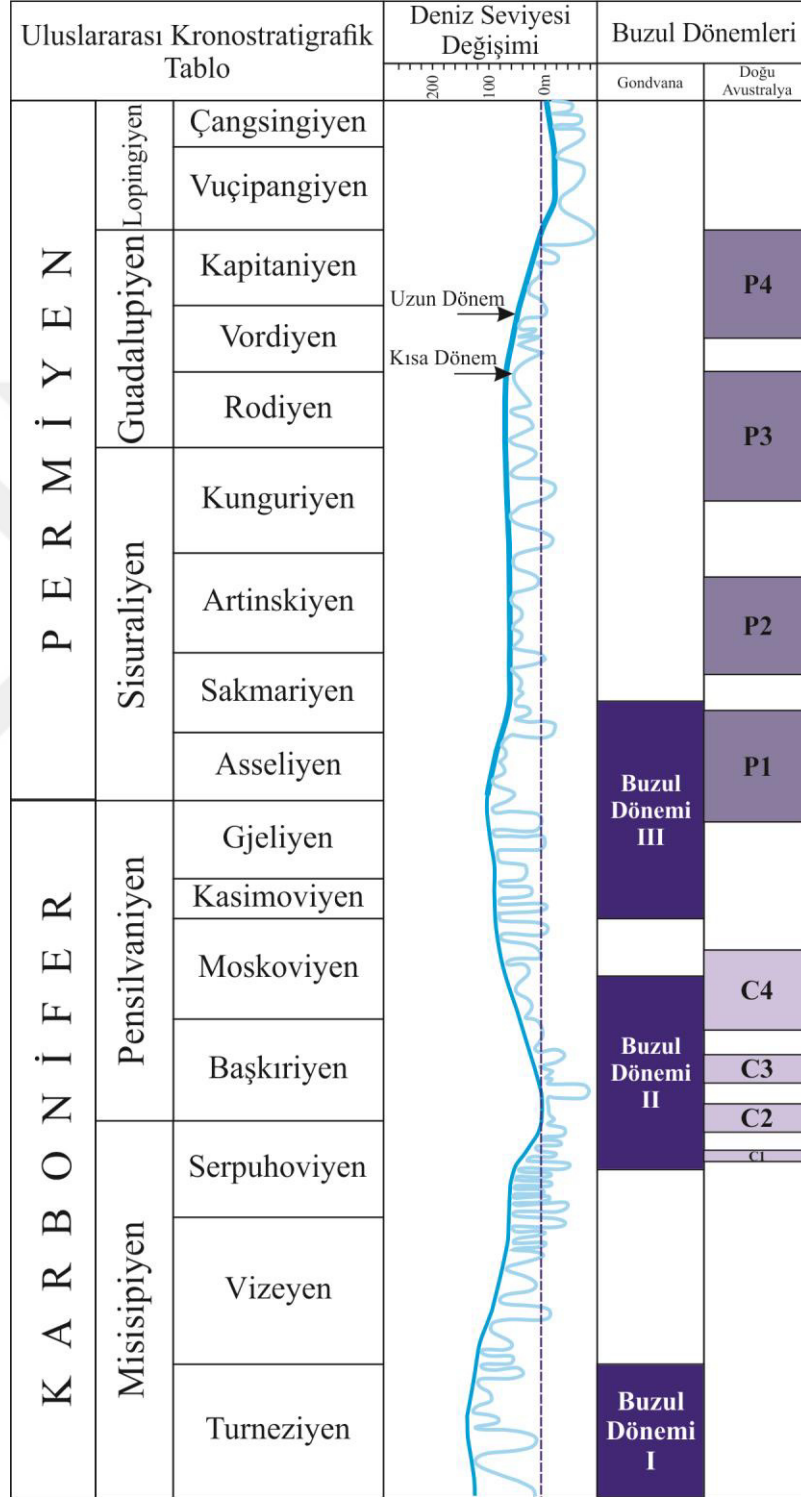 Uluslararası Kronostratigrafik
Tablo
Deniz Seviyesi
Değişimi
200
100
0m
Buzul Dönemleri
Gondvana
Doğu
Avustralya
PERMİYEN
Lopingiyen
Çangsingiyen
Vuçipangiyen
Guadalupiyen
Kapitaniyen
Uzun Dönem
P4
Vordiyen
Kısa Dönem
Rodiyen
P3
Sisuraliyen
Kunguriyen
Artinskiyen
P2
Sakmariyen
Asseliyen
Buzul
Dönemi
III
P1
KARBONİFER
Pensilvaniyen
Gjeliyen
Kasimoviyen
Moskoviyen
C4
Başkıriyen
Buzul
Dönemi
II
C3
C2
Misisipiyen
Serpuhoviyen
C1
Vizeyen
Turneziyen
Buzul
Dönemi
I